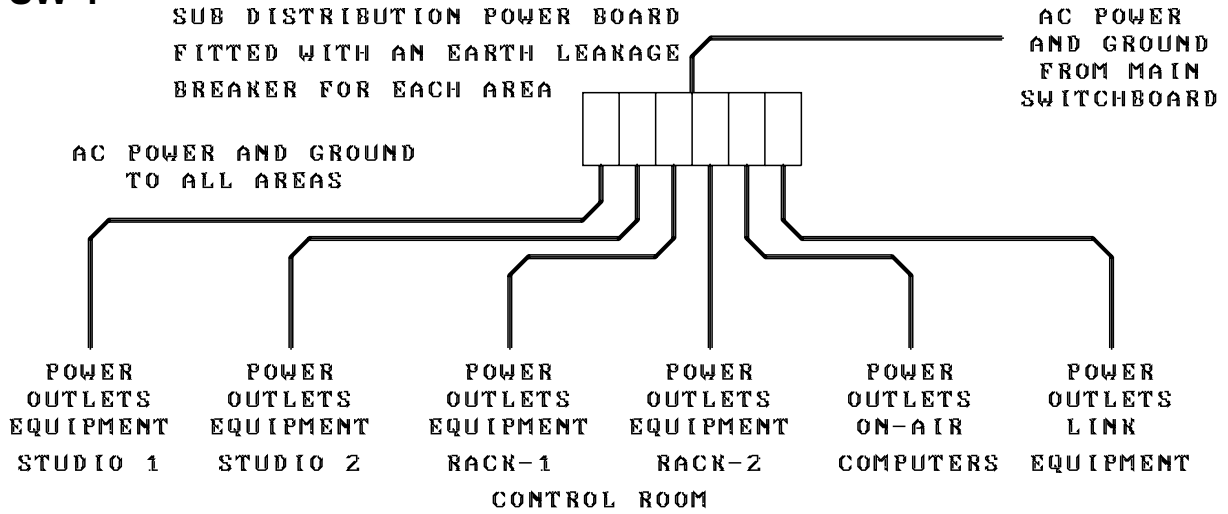 SUB DISTRIBUTION POWER BOARD
FITTED WITH AN EARTH LEAKAGE
BREAKER FOR EACH AREA
AC POWER
AND GROUND
FROM MAIN
SWITCHBOARD
AC POWER AND GROUND
TO ALL AREAS
POWER
OUTLETS
EQUIPMENT
STUDIO 1
POWER
OUTLETS
EQUIPMENT
STUDIO 2
POWER
OUTLETS
EQUIPMENT
RACK-1
POWER
OUTLETS
EQUIPMENT
RACK-2
POWER
OUTLETS
ON-AIR
COMPUTERS
POWER
OUTLETS
LINK
EQUIPMENT
CONTROL ROOM